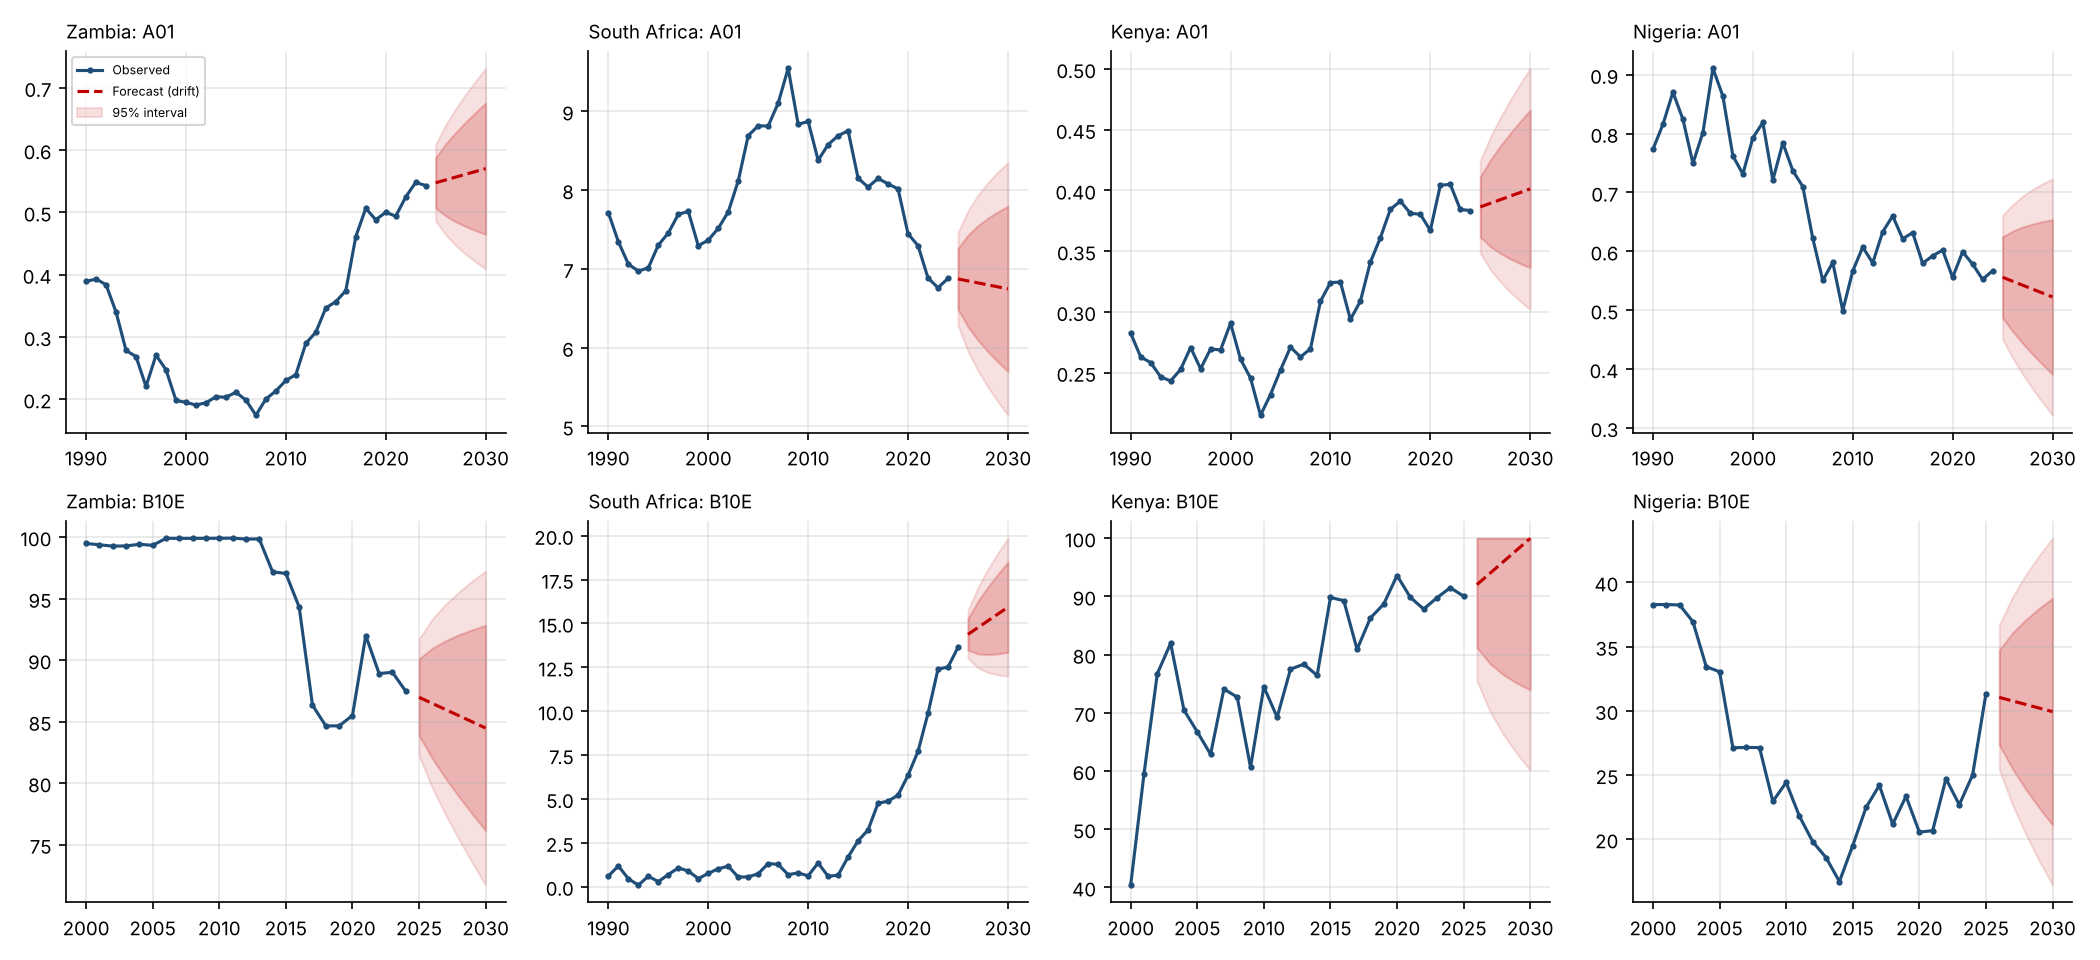 Zambia: A01
Observed
Forecast (drift)
95% interval
0.7
0.6
0.5
0.4
0.3
0.2
1990 2000 2010 2020 2030
South Africa: A01
9
8
7
6
5
1990 2000 2010 2020 2030
Kenya: A01
0.50
0.45
0.40
0.35
0.30
0.25
1990 2000 2010 2020 2030
Nigeria: A01
0.9
0.8
0.7
0.6
0.5
0.4
0.3
1990 2000 2010 2020 2030
Zambia: B10E
100
95
90
85
80
75
2000 2005 2010 2015 2020 2025 2030
South Africa: B10E
20.0
17.5
15.0
12.5
10.0
7.5
5.0
2.5
0.0
1990 2000 2010 2020 2030
Kenya: B10E
100
90
80
70
60
50
40
2000 2005 2010 2015 2020 2025 2030
Nigeria: B10E
40
35
30
25
20
2000 2005 2010 2015 2020 2025 2030